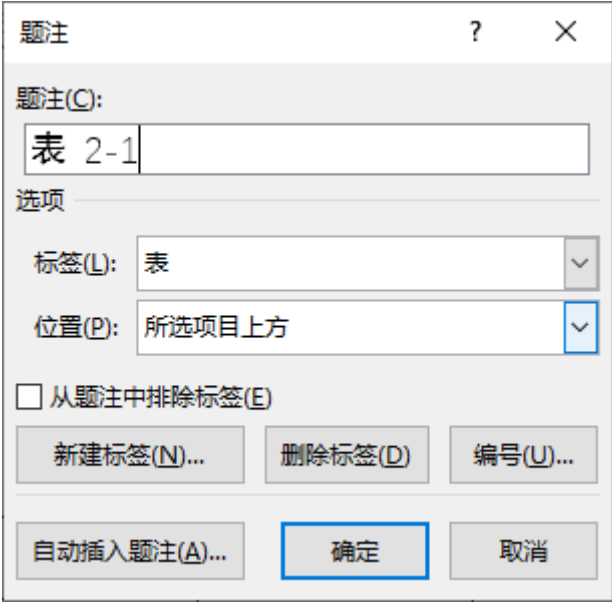 题注 ?
题注(C):
表 2-1
选项
标签(L): 表
位置(P): 所选项目上方
从题注中排除标签(E)
新建标签(N)... 删除标签(D) 编号(U)...
自动插入题注(A)... 确定 取消